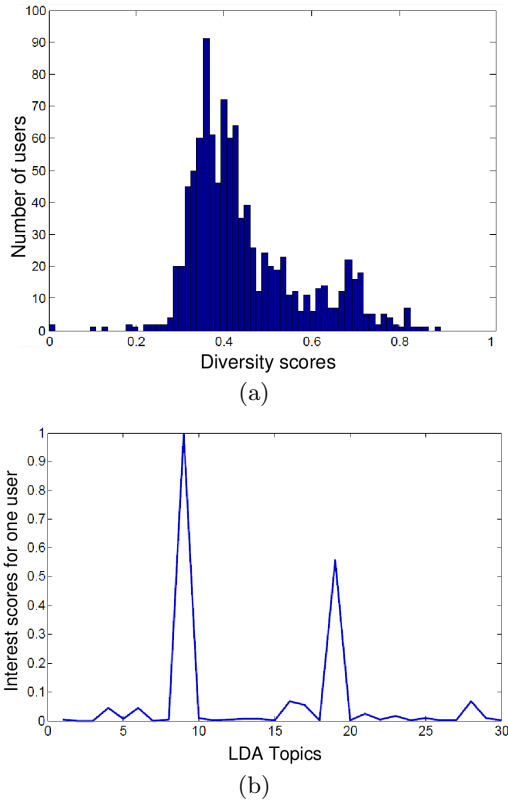 100
90
80
70
60
50
40
30
20
10
0
Number of users
0 0.2 0.4 0.6 0.8 1
Diversity scores
(a)
1
0.9
0.8
0.7
0.6
0.5
0.4
0.3
0.2
0.1
0
Interest scores for one user
0 5 10 15 20 25 30
LDA Topics
(b)